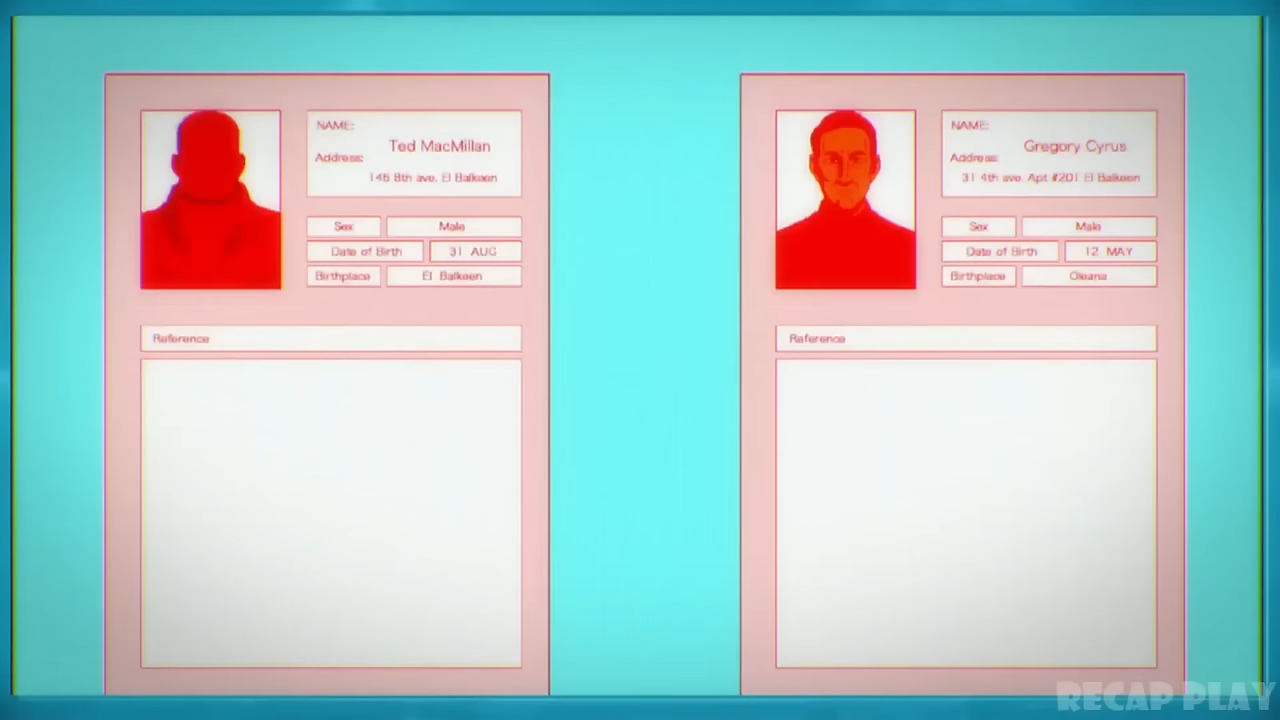 NAME:
Ted MacMillan
Address:
146 8th ave. El Balkeen
Sex
Male
Date of Birth
31 AUG
Birthplace
El Balkeen
Reference
NAME:
Gregory Cyrus
Address:
31 4th ave. Apt #201 El Balkeen
Sex
Male
Date of Birth
12 MAY
Birthplace
Oleana
Reference
RECAP PLAY